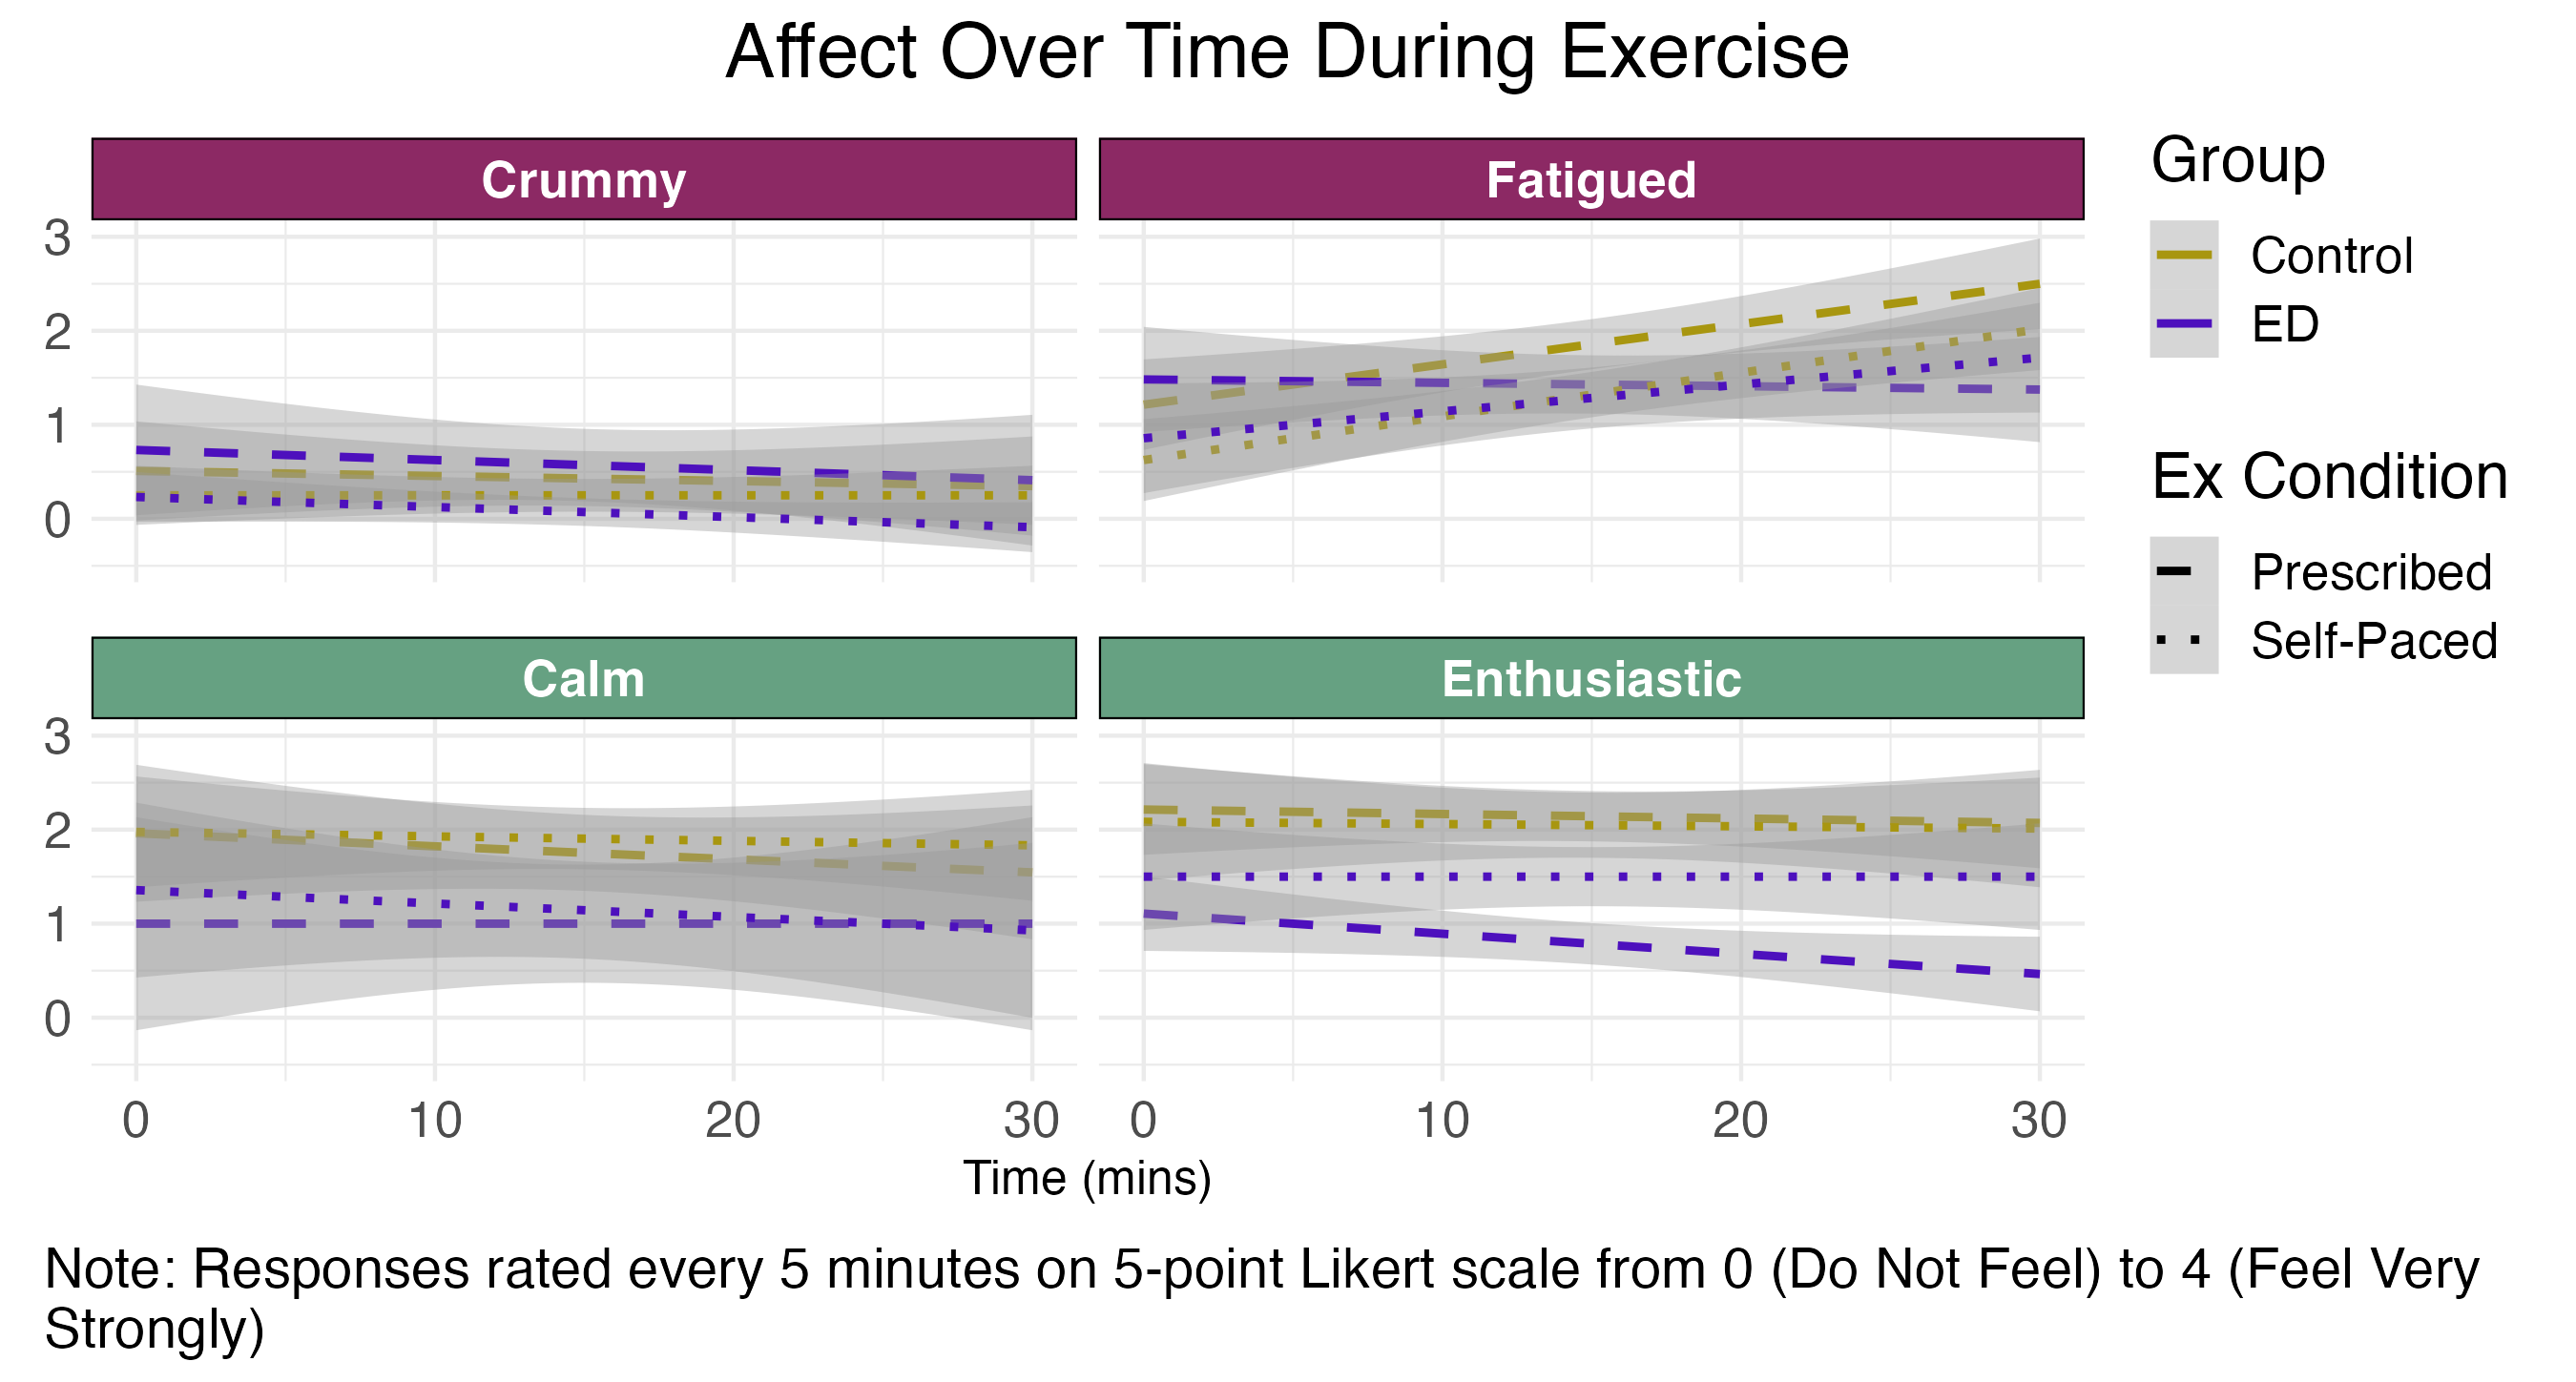 Affect Over Time During Exercise
Crummy
Fatigued
3
2
1
0
Calm
Enthusiastic
3
2
1
0
0 10 20 30
0 10 20 30
Time (mins)
Group
Control
ED
Ex Condition
Prescribed
Self-Paced
Note: Responses rated every 5 minutes on 5-point Likert scale from 0 (Do Not Feel) to 4 (Feel Very
Strongly)